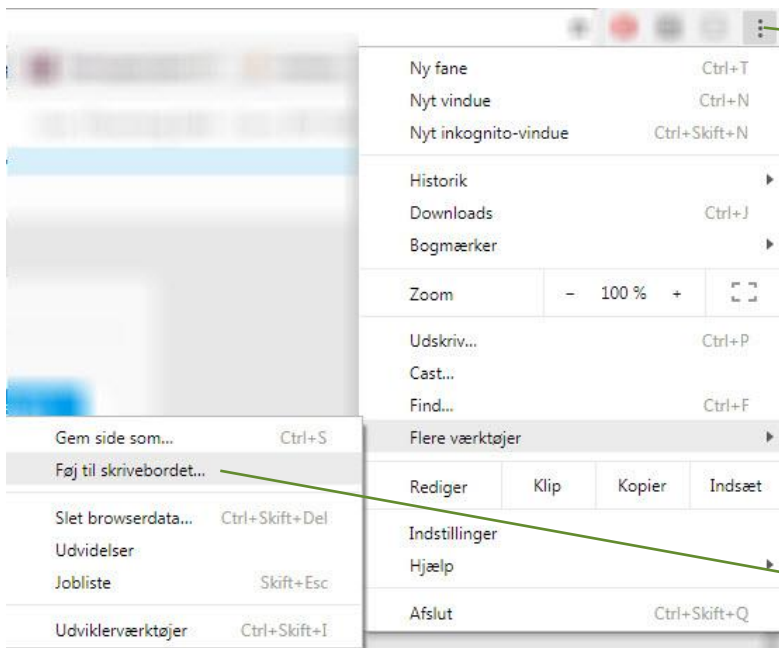 Ny fane Ctrl+T
Nyt vindue Ctrl+N
Nyt inkognito-vindue Ctrl+Skift+N
Historik
Downloads Ctrl+J
Bogmærker
Zoom - 100 % +
Udskriv... Ctrl+P
Cast...
Find... Ctrl+F
Flere værktøjer
Rediger Klip Kopier Indsæt
Indstillinger
Hjælp
Afslut Ctrl+Skift+Q
Gem side som... Ctrl+S
Føj til skrivebordet...
Slet browserdata... Ctrl+Skift+Del
Udvidelser
Jobliste Skift+Esc
Udviklerværktøjer Ctrl+Skift+I